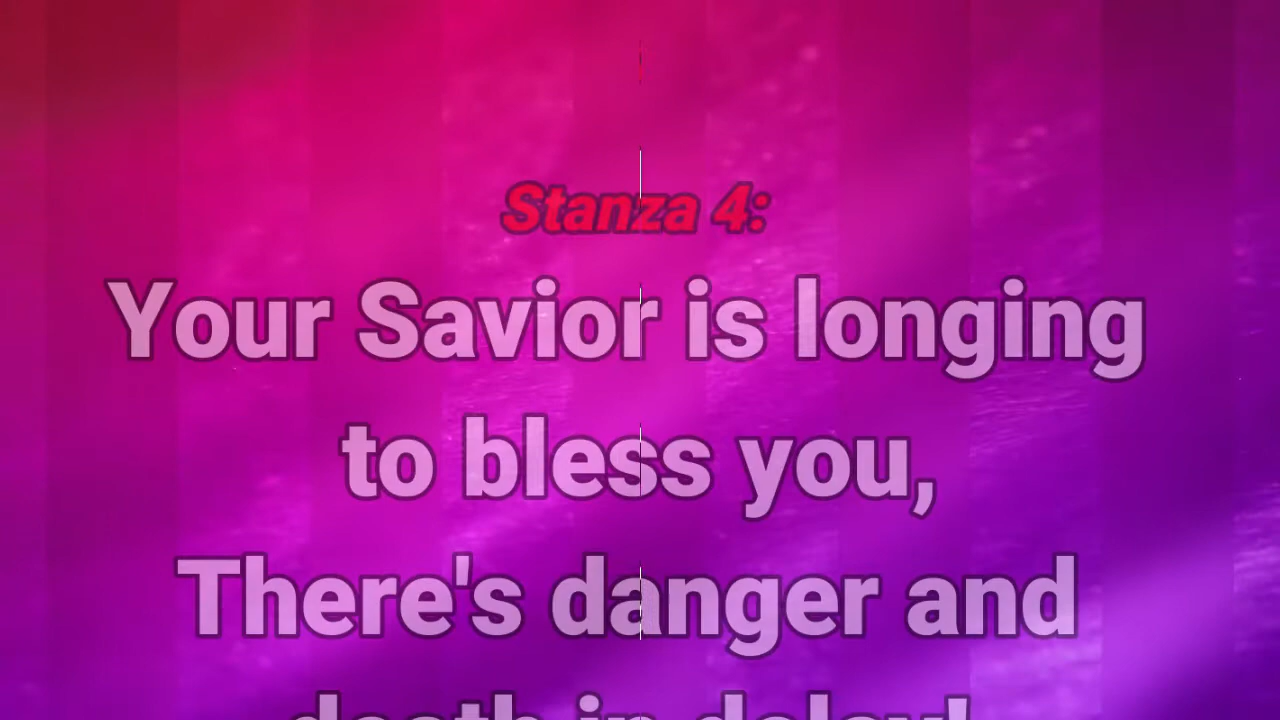 Stanza 4:
Your Savior is longing
to bless you,
There's danger and
death in delay!